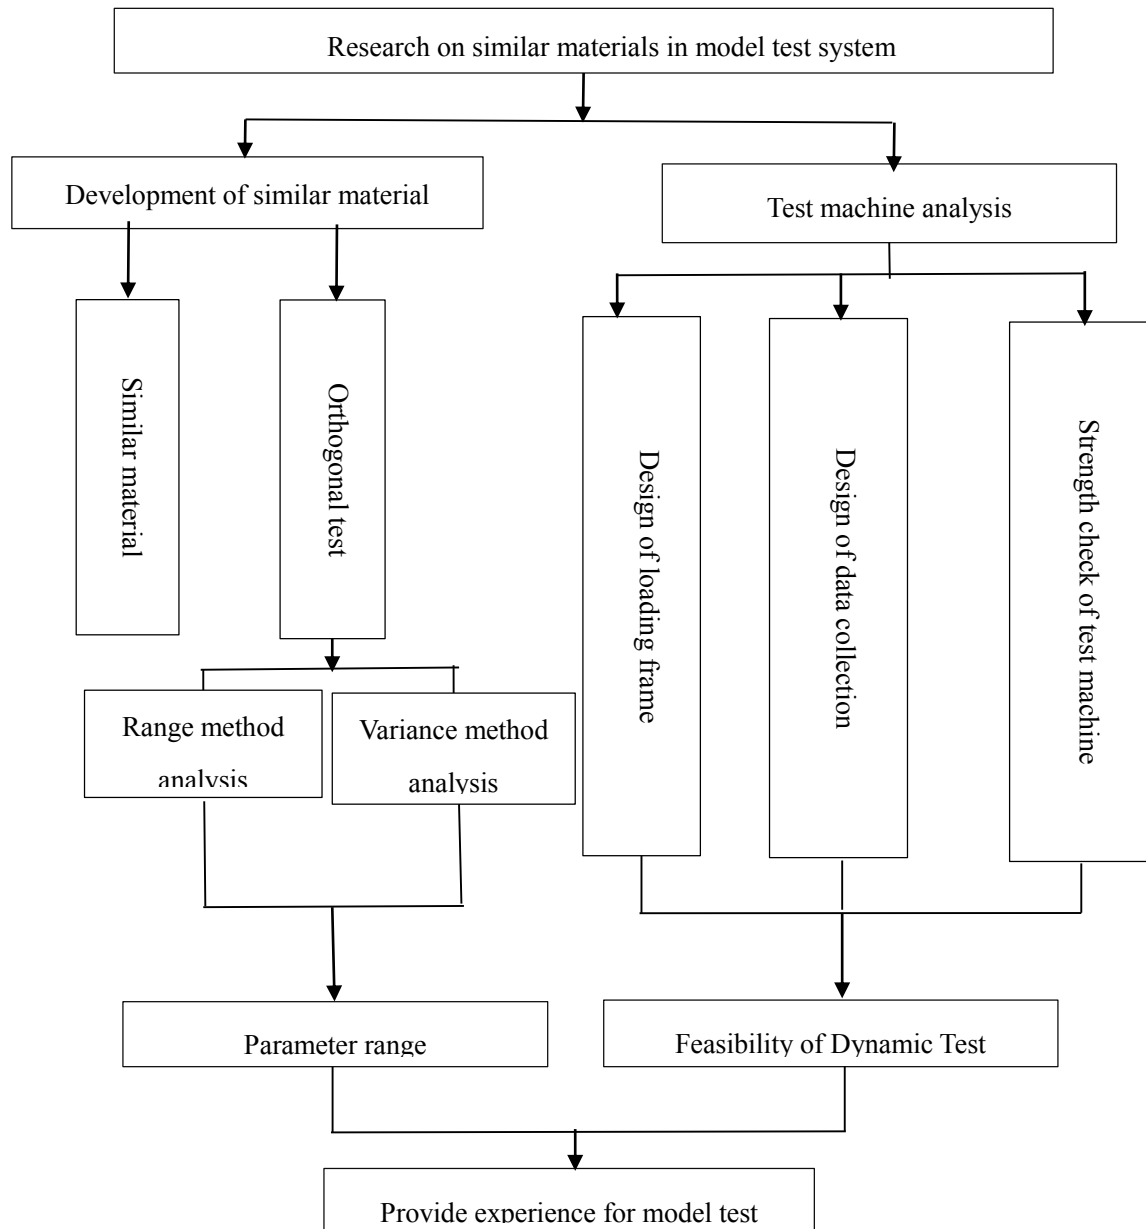 Research on similar materials in model test system
Development of similar material
Test machine analysis
Similar material
Orthogonal test
Design of loading frame
Design of data collection
Strength check of test machine
Range method
analysis
Variance method
analysis
Parameter range
Feasibility of Dynamic Test
Provide experience for model test